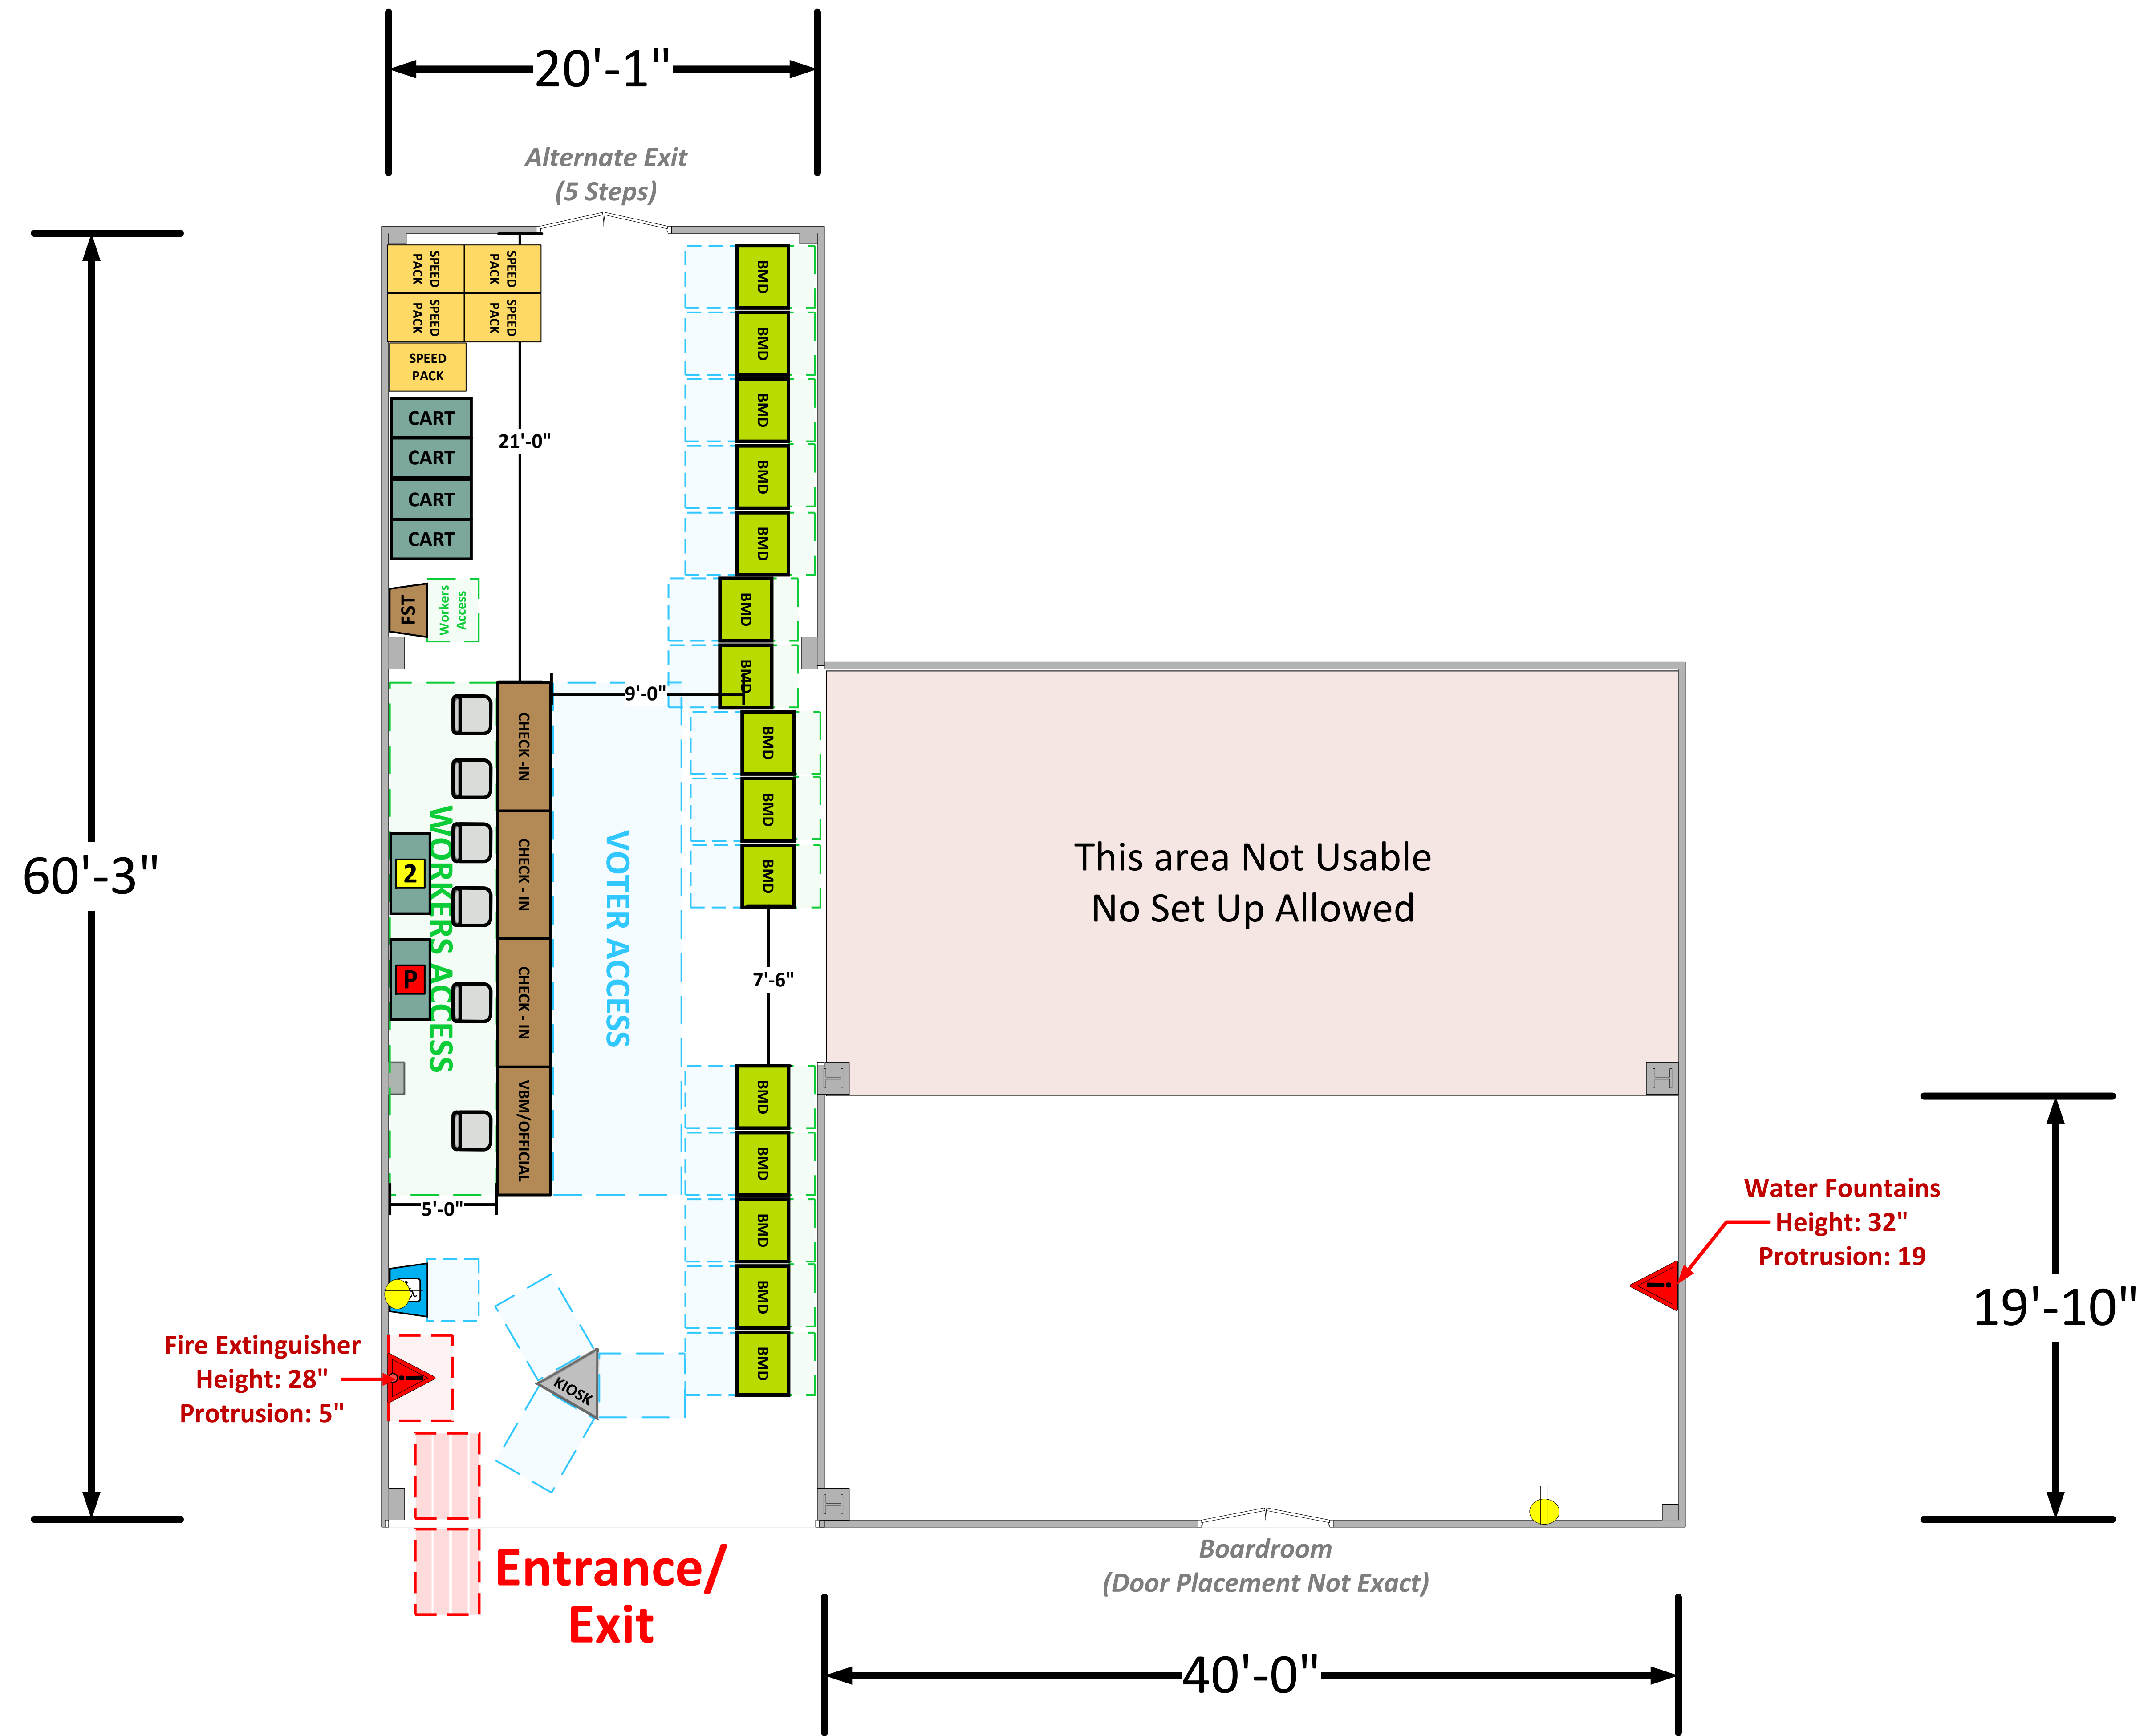 20'-1"
Alternate Exit
(5 Steps)
SPEED
PACK
SPEED
PACK
SPEED
PACK
SPEED
PACK
SPEED
PACK
CART
CART
CART
CART
21'-0"
FST
Workers
Access
BMD
BMD
BMD
BMD
BMD
BMD
BMD
9'-0"
BMD
BMD
BMD
CHECK -IN
CHECK - IN
CHECK - IN
VBM/OFFICIAL
WORKERS ACCESS
2
P
VOTER ACCESS
60'-3"
This area Not Usable
No Set Up Allowed
7'-6"
H
H
BMD
BMD
BMD
BMD
BMD
5'-0"
Water Fountains
Height: 32"
Protrusion: 19
!
19'-10"
Fire Extinguisher
Height: 28"
Protrusion: 5"
!
KIOSK
H
Entrance/
Exit
Boardroom
(Door Placement Not Exact)
40'-0"